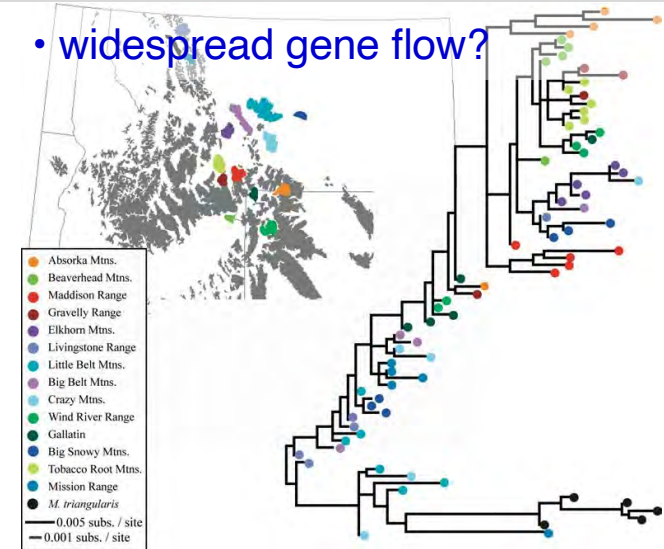 • widespread gene flow?
Absorka Mtns.
Beaverhead Mtns.
Maddison Range
Gravelly Range
Elkhorn Mtns.
Livingstone Range
Little Belt Mtns.
Big Belt Mtns.
Crazy Mtns.
Wind River Range
Gallatin
Big Snowy Mtns.
Tobacco Root Mtns.
Mission Range
M. triangularis
0.005 subs. / site
0.001 subs. / site